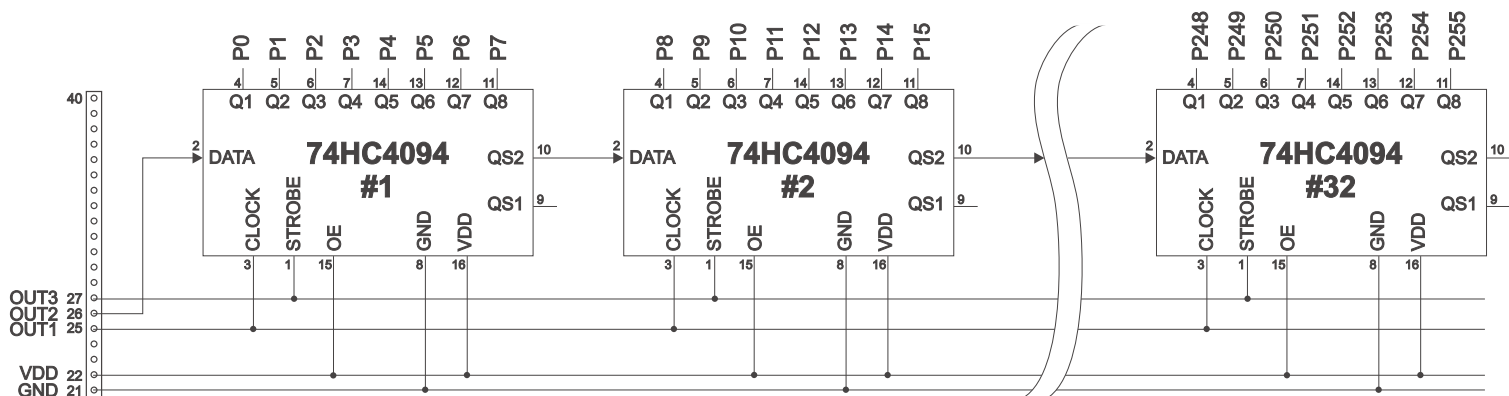 P0 P1 P2 P3 P4 P5 P6 P7
4 5 6 7 14 13 12 11
Q1 Q2 Q3 Q4 Q5 Q6 Q7 Q8
2 DATA 74HC4094 QS2 10
#1
QS1 9
CLOCK STROBE OE GND VDD
3 1 15 8 16
P8 P9 P10 P11 P12 P13 P14 P15
4 5 6 7 14 13 12 11
Q1 Q2 Q3 Q4 Q5 Q6 Q7 Q8
2 DATA 74HC4094 QS2 10
#2
QS1 9
CLOCK STROBE OE GND VDD
3 1 15 8 16
P248 P249 P250 P251 P252 P253 P254 P255
4 5 6 7 14 13 12 11
Q1 Q2 Q3 Q4 Q5 Q6 Q7 Q8
2 DATA 74HC4094 QS2 10
#32
QS1 9
CLOCK STROBE OE GND VDD
3 1 15 8 16
40
OUT3 27
OUT2 26
OUT1 25
VDD 22
GND 21